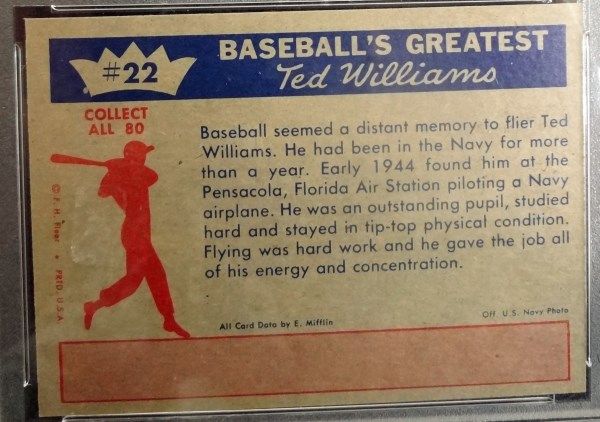 #22
BASEBALL'S GREATEST
Ted Williams
COLLECT
ALL 80
Baseball seemed a distant memory to flier Ted
Williams. He had been in the Navy for more
than a year. Early 1944 found him at the
Pensacola, Florida Air Station piloting a Navy
airplane. He was an outstanding pupil, studied
hard and stayed in tip-top physical condition.
Flying was hard work and he gave the job all
of his energy and concentration.
© F. H. Fleer • PRTD. U.S.A
All Card Data by E. Mifflin
Off U.S. Navy Photo